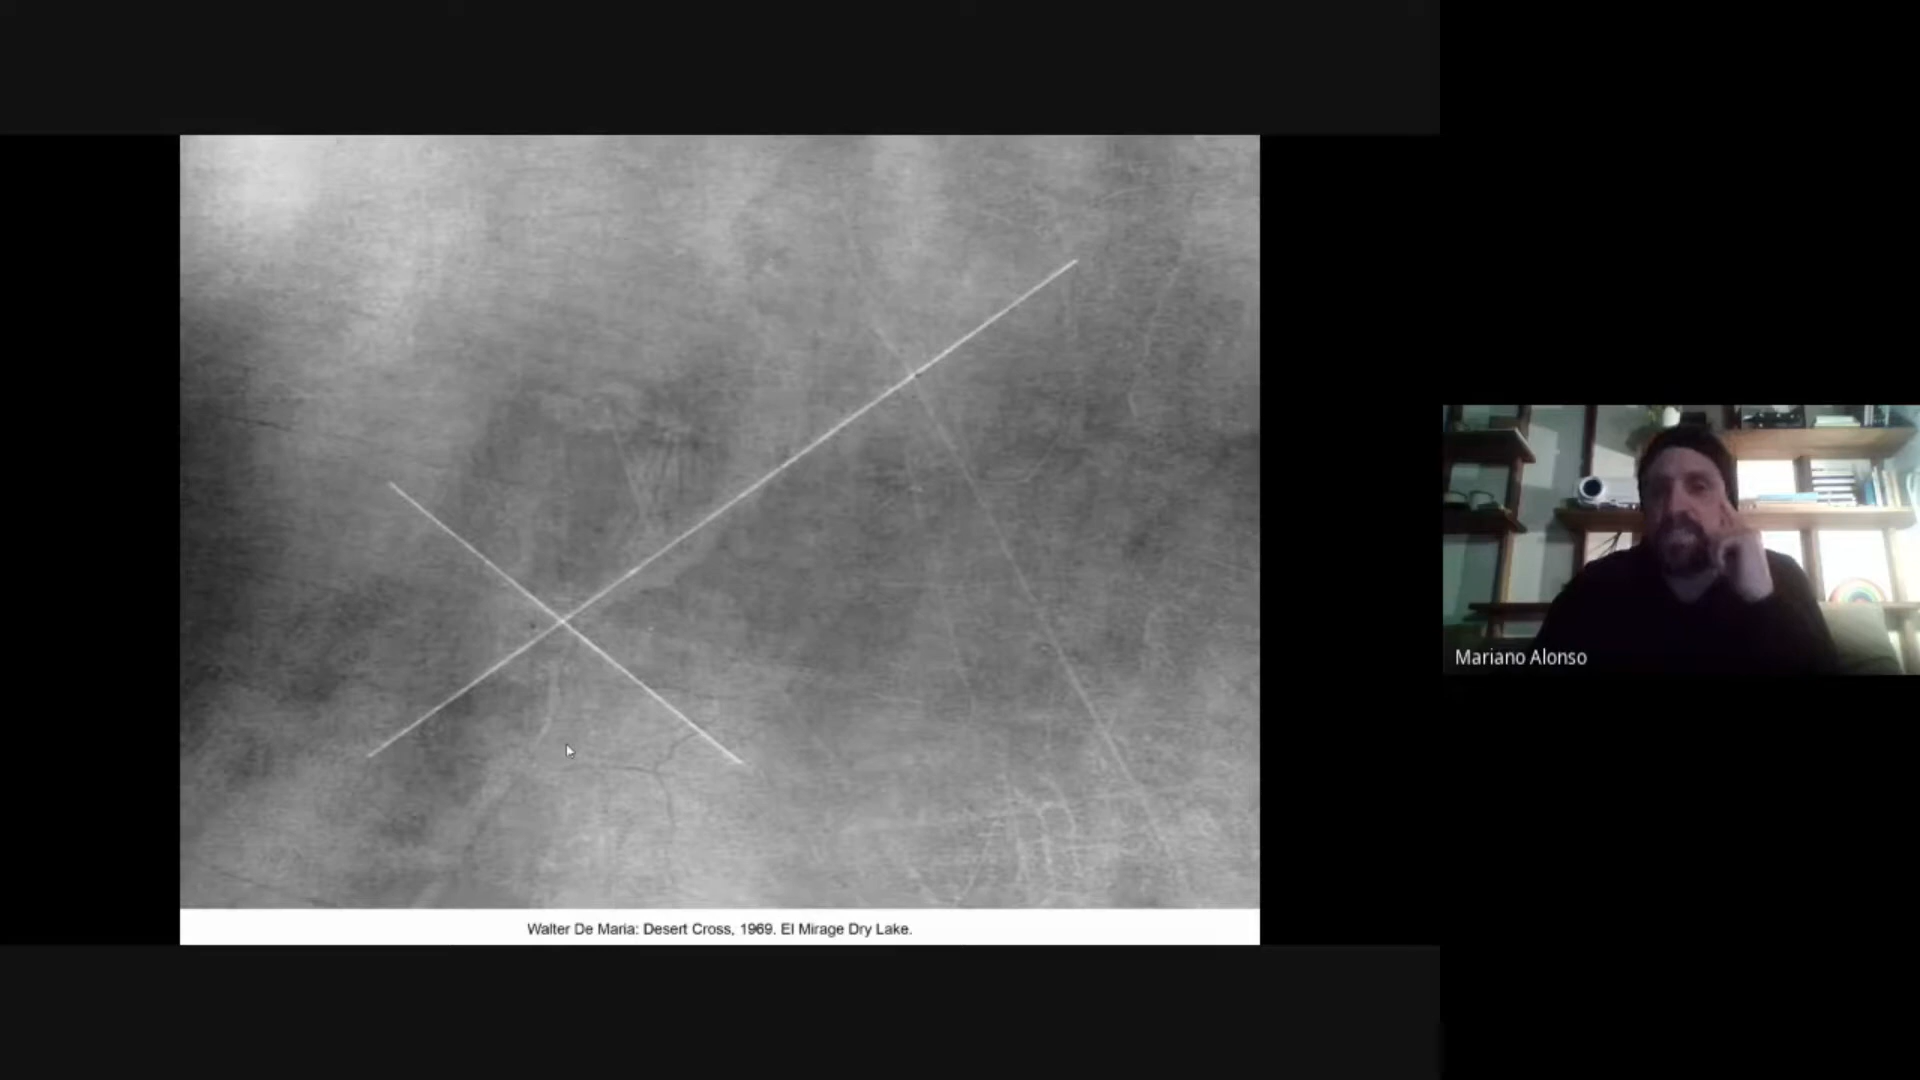 Walter De Maria: Desert Cross, 1969. El Mirage Dry Lake.
Mariano Alonso